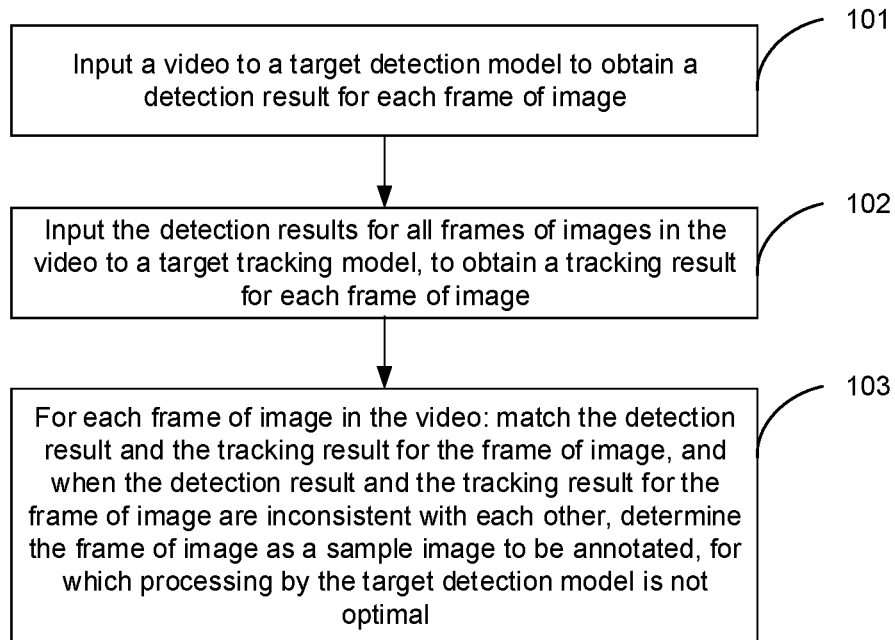 101
Input a video to a target detection model to obtain a
detection result for each frame of image
102
Input the detection results for all frames of images in the
video to a target tracking model, to obtain a tracking result
for each frame of image
103
For each frame of image in the video: match the detection
result and the tracking result for the frame of image, and
when the detection result and the tracking result for the
frame of image are inconsistent with each other, determine
the frame of image as a sample image to be annotated, for
which processing by the target detection model is not
optimal